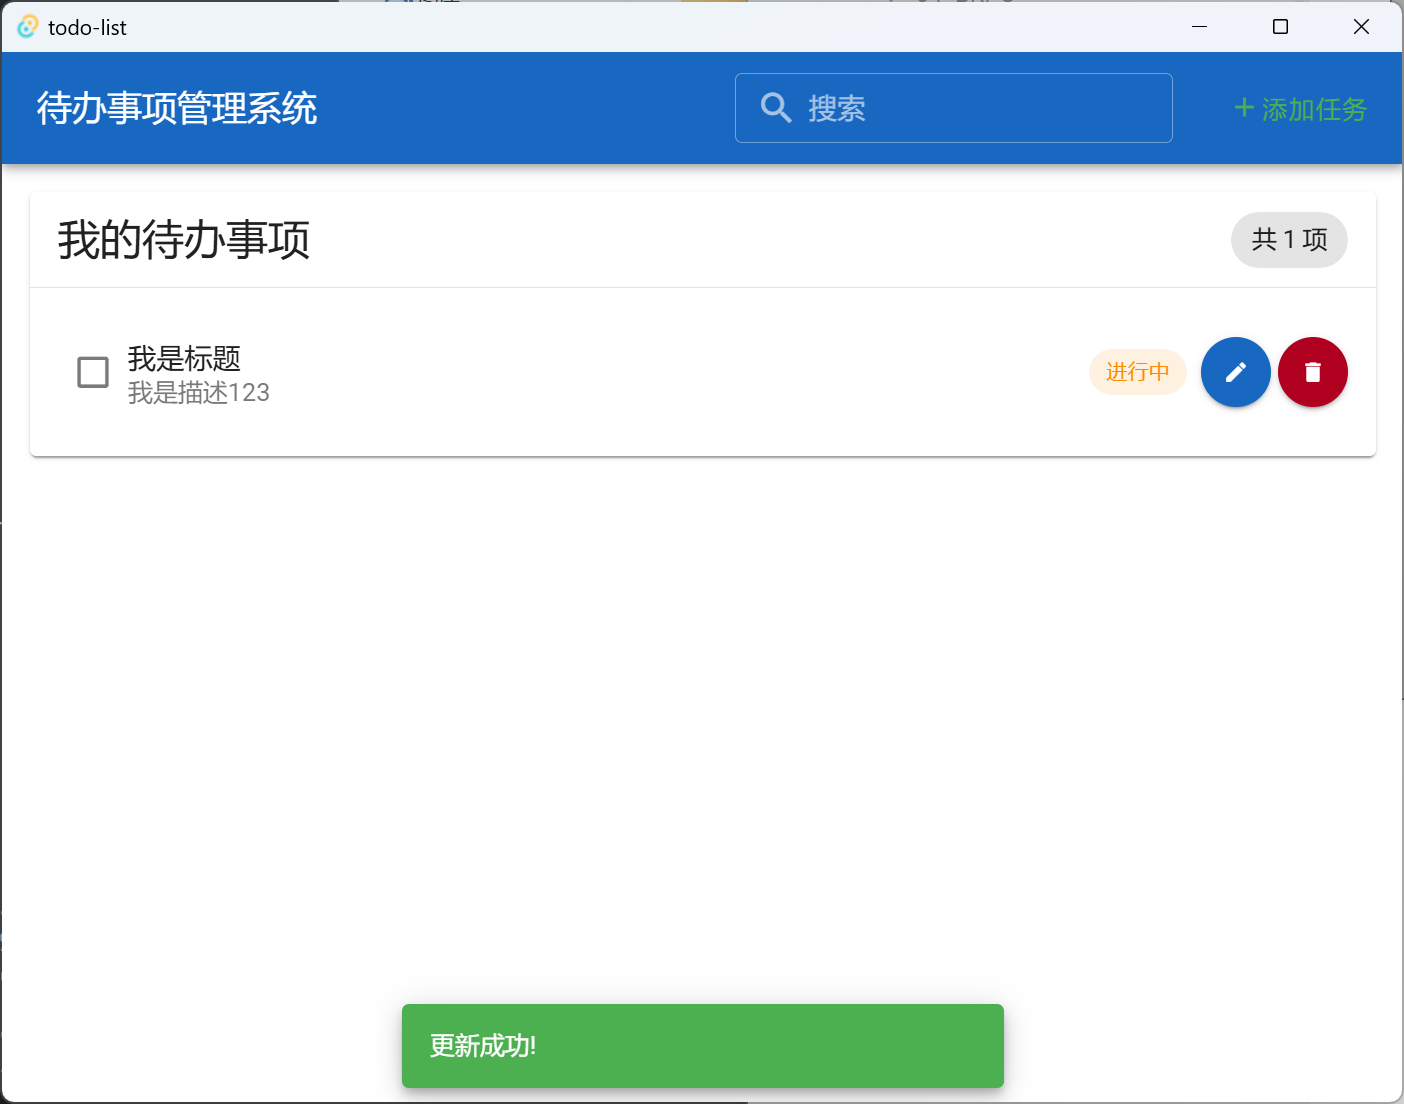 todo-list
待办事项管理系统
搜索
+ 添加任务
我的待办事项
共 1 项
我是标题
我是描述123
进行中
更新成功!